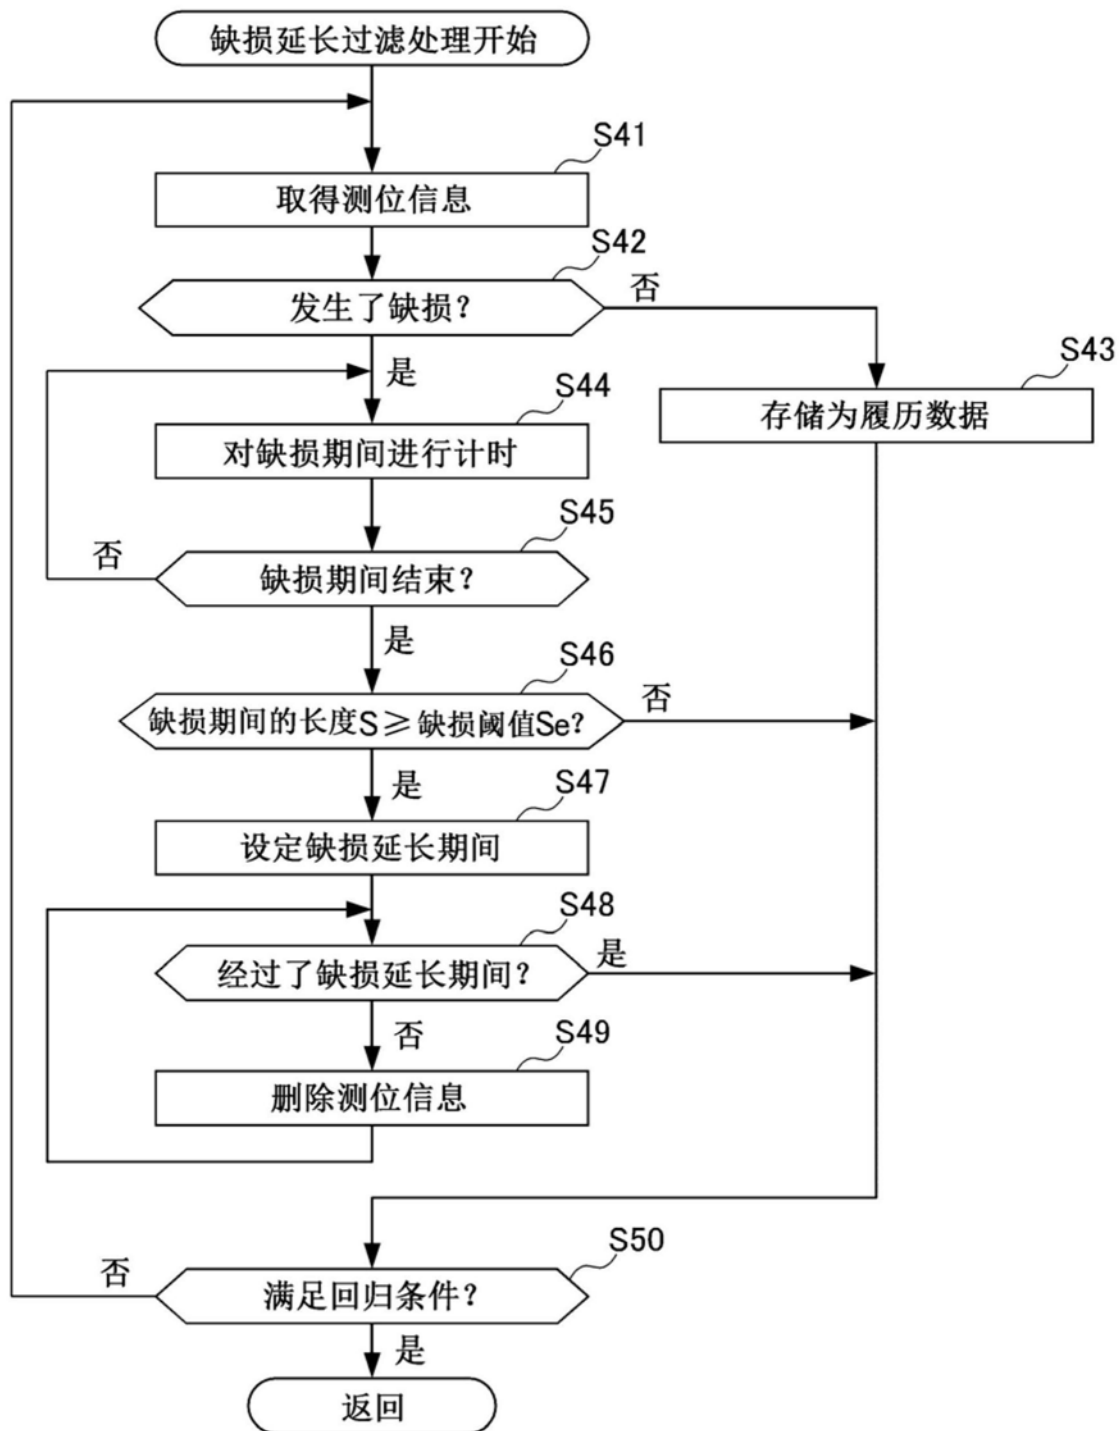 缺损延长过滤处理开始
S41
取得测位信息
S42
发生了缺损?
否
是
S43
存储为履历数据
S44
对缺损期间进行计时
S45
缺损期间结束?
否
是
S46
缺损期间的长度S≥缺损阈值Se?
否
是
S47
设定缺损延长期间
S48
经过了缺损延长期间?
是
否
S49
删除测位信息
S50
满足回归条件?
否
是
返回